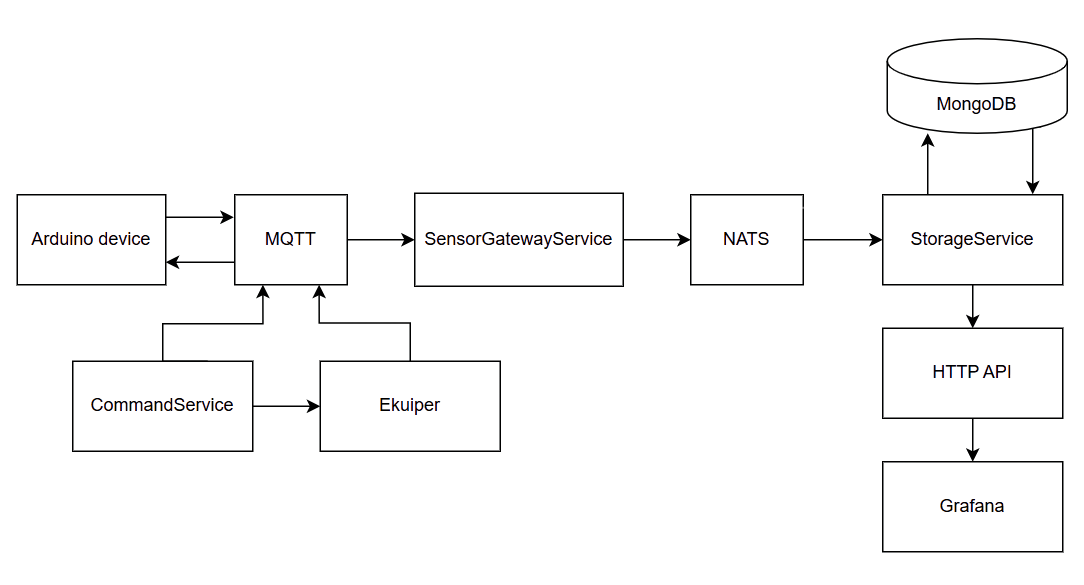 MongoDB
Arduino device
MQTT
SensorGatewayService
NATS
StorageService
HTTP API
CommandService
Ekuiper
Grafana